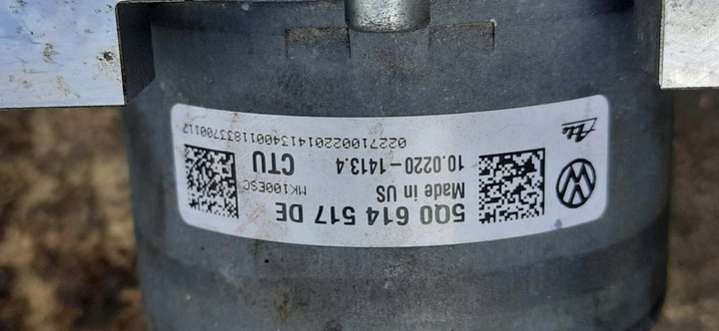 5Q0 614 517 DE
Made in US MK100ESC
10.0220-1413.4 CTU
0227100220141340011833700112